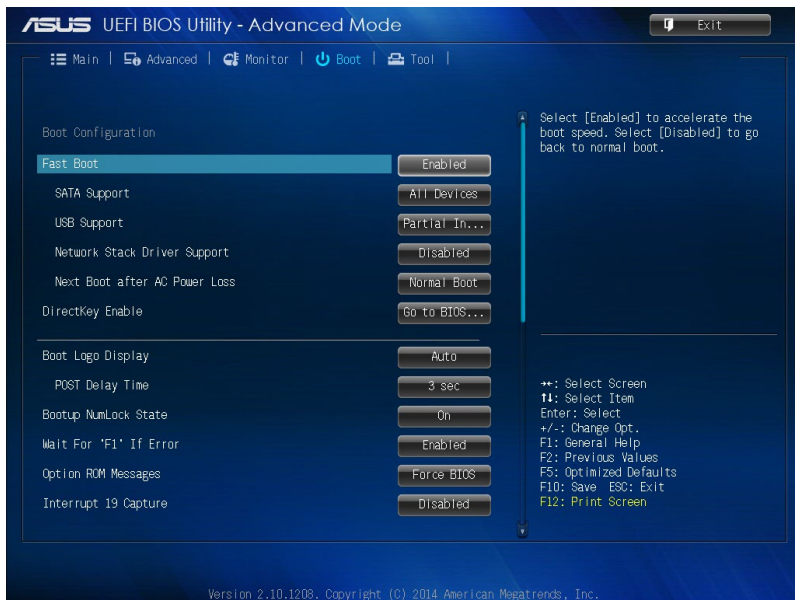 ASUS UEFI BIOS Utility - Advanced Mode
Exit
Main | Advanced | Monitor | Boot | Tool |
Boot Configuration
Fast Boot Enabled
SATA Support All Devices
USB Support Partial In...
Network Stack Driver Support Disabled
Next Boot after AC Power Loss Normal Boot
DirectKey Enable Go to BIOS...
Boot Logo Display Auto
POST Delay Time 3 sec
Bootup NumLock State On
Wait For 'F1' If Error Enabled
Option ROM Messages Force BIOS
Interrupt 19 Capture Disabled
Select [Enabled] to accelerate the
boot speed. Select [Disabled] to go
back to normal boot.
→←: Select Screen
↑↓: Select Item
Enter: Select
+/-: Change Opt.
F1: General Help
F2: Previous Values
F5: Optimized Defaults
F10: Save ESC: Exit
F12: Print Screen
Version 2.10.1208. Copyright (C) 2014 American Megatrends, Inc.